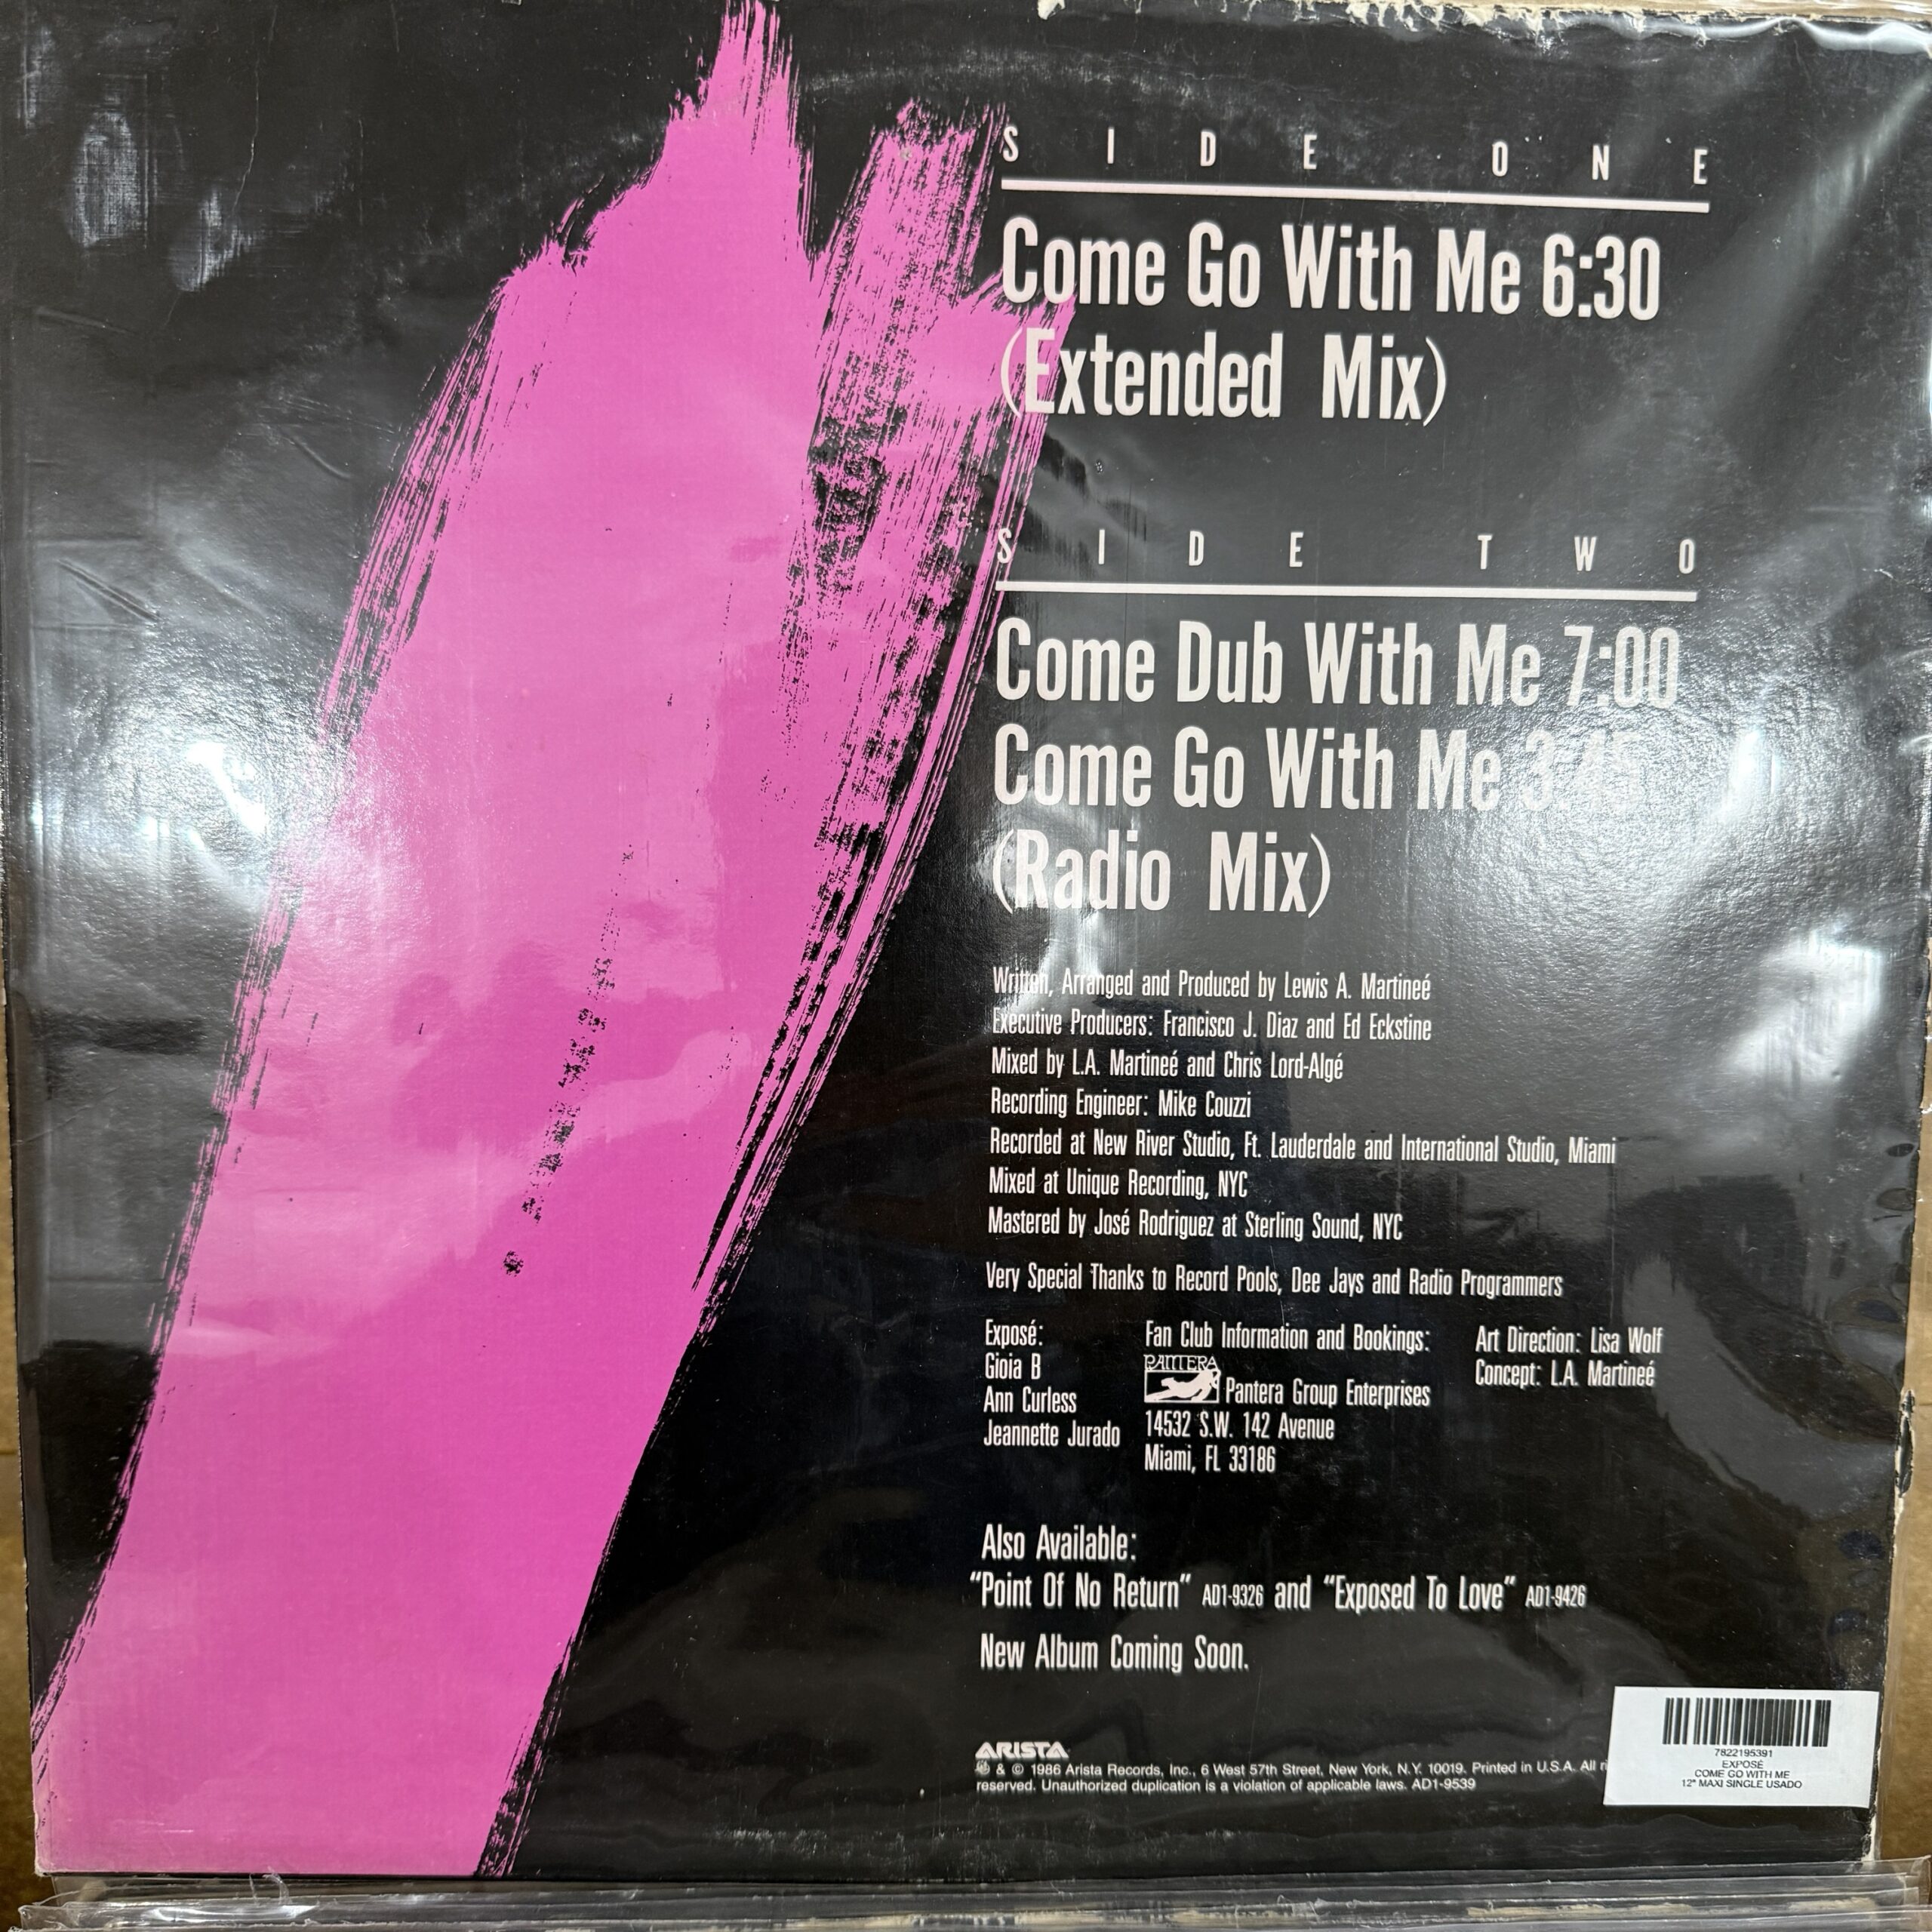 SIDE ONE
Come Go With Me 6:30
(Extended Mix)
SIDE TWO
Come Dub With Me 7:00
Come Go With Me 3:45
(Radio Mix)
Written, Arranged and Produced by Lewis A. Martineé
Executive Producers: Francisco J. Diaz and Ed Eckstine
Mixed by L.A. Martineé and Chris Lord-Algé
Recording Engineer: Mike Couzzi
Recorded at New River Studio, Ft. Lauderdale and International Studio, Miami
Mixed at Unique Recording, NYC
Mastered by José Rodriguez at Sterling Sound, NYC
Very Special Thanks to Record Pools, Dee Jays and Radio Programmers
Exposé:
Gioia B
Ann Curless
Jeannette Jurado
Fan Club Information and Bookings:
PANTERA
Pantera Group Enterprises
14532 S.W. 142 Avenue
Miami, FL 33186
Art Direction: Lisa Wolf
Concept: L.A. Martineé
Also Available:
"Point Of No Return" AD1-9326 and "Exposed To Love" AD1-9426
New Album Coming Soon.
ARISTA
℗ & © 1986 Arista Records, Inc., 6 West 57th Street, New York, N.Y. 10019. Printed in U.S.A. All
reserved. Unauthorized duplication is a violation of applicable laws. AD1-9539
7822195391
EXPOSÉ
COME GO WITH ME
12" MAXI SINGLE USADO